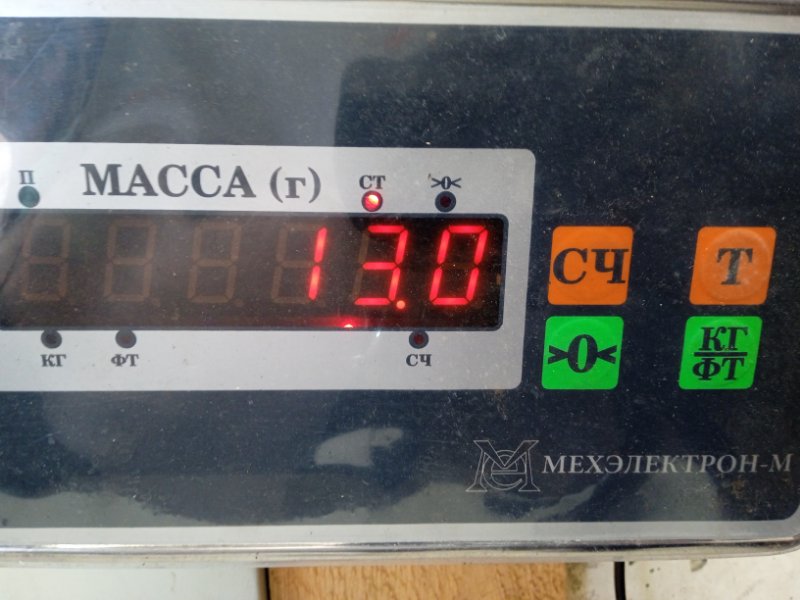 П МАССА (г) СТ >0<
13.0
КГ ФТ СЧ
СЧ Т
>0< КГ/ФТ
МЕХЭЛЕКТРОН-М